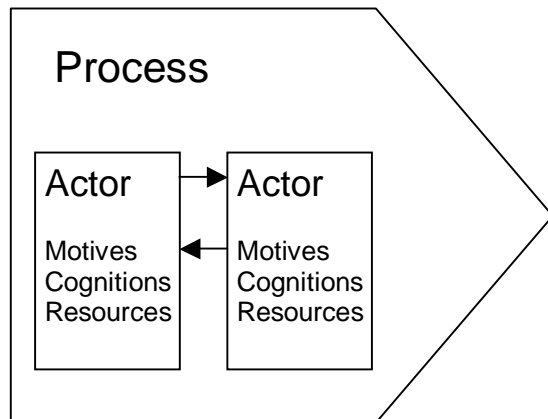 Process
Actor
Motives
Cognitions
Resources
Actor
Motives
Cognitions
Resources